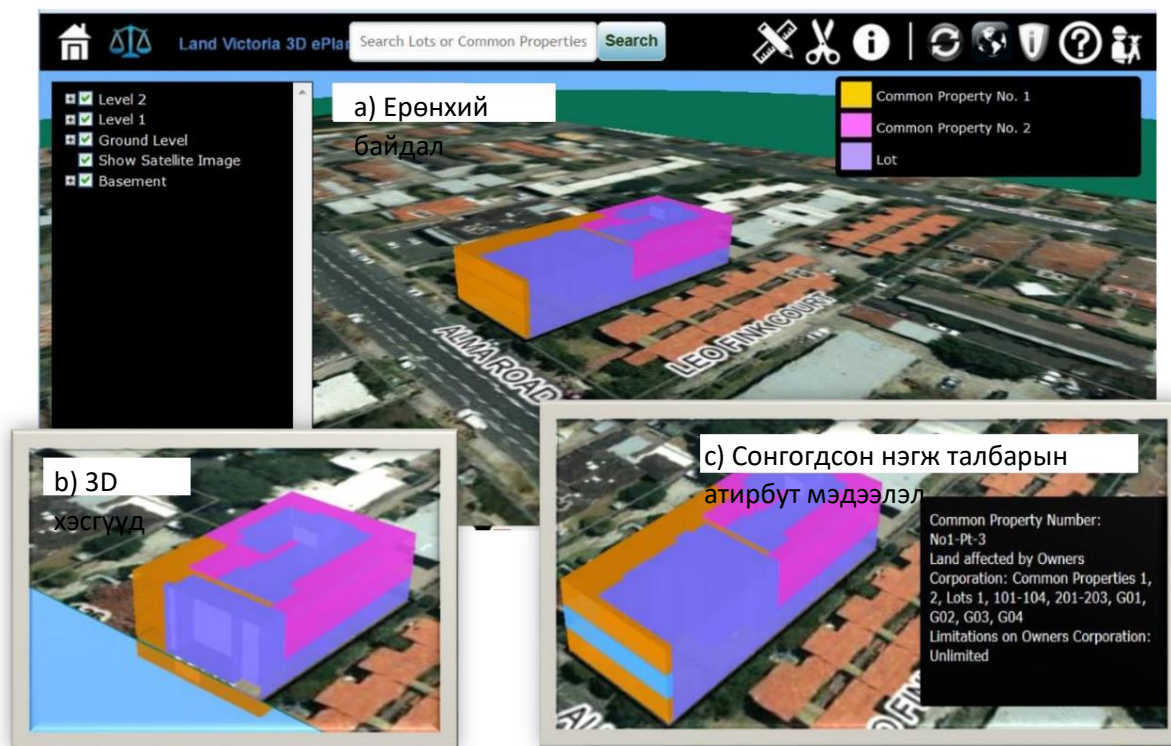 Land Victoria 3D ePlan
Search Lots or Common Properties
Search
Level 2
Level 1
Ground Level
Show Satellite Image
Basement
a) Ерөнхий
байдал
Common Property No. 1
Common Property No. 2
Lot
ALMA ROAD
LEO FINK COURT
b) 3D
хэсгүүд
c) Сонгогдсон нэгж талбарын
атирбут мэдээлэл
Common Property Number:
No1-Pt-3
Land affected by Owners
Corporation: Common Properties 1,
2, Lots 1, 101-104, 201-203, G01,
G02, G03, G04
Limitations on Owners Corporation:
Unlimited